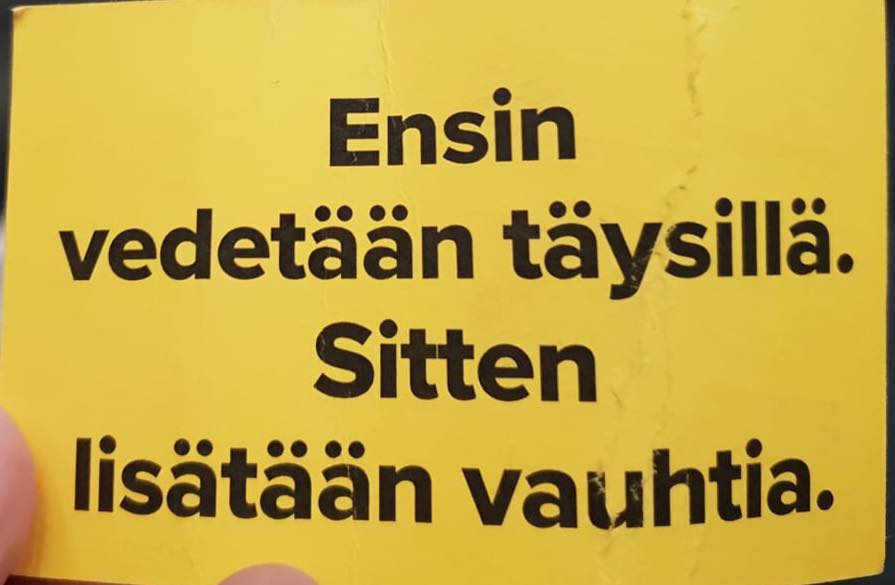 Ensin
vedetään täysillä.
Sitten
lisätään vauhtia.